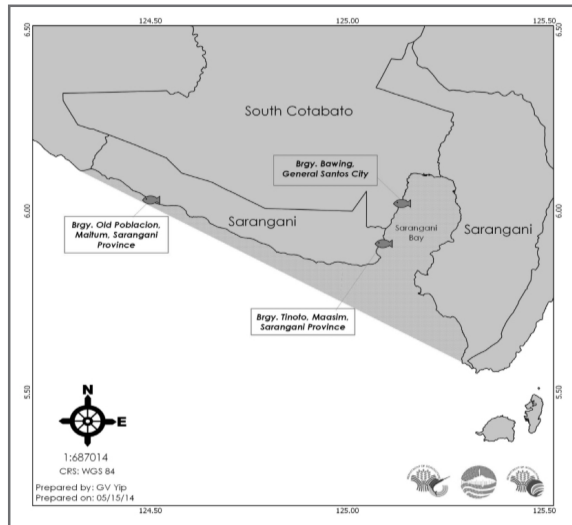 124.50 125.00 125.50
6.50 6.50
South Cotabato
Brgy. Bawing,
General Santos City
6.00 6.00
Brgy. Old Poblacion,
Maitum, Sarangani
Province
Sarangani
Sarangani
Bay
Sarangani
Brgy. Tinoto, Maasim,
Sarangani Province
5.50 5.50
N
E
1:687014
CRS: WGS 84
Prepared by: GV Yip
Prepared on: 05/15/14
124.50 125.00 125.50